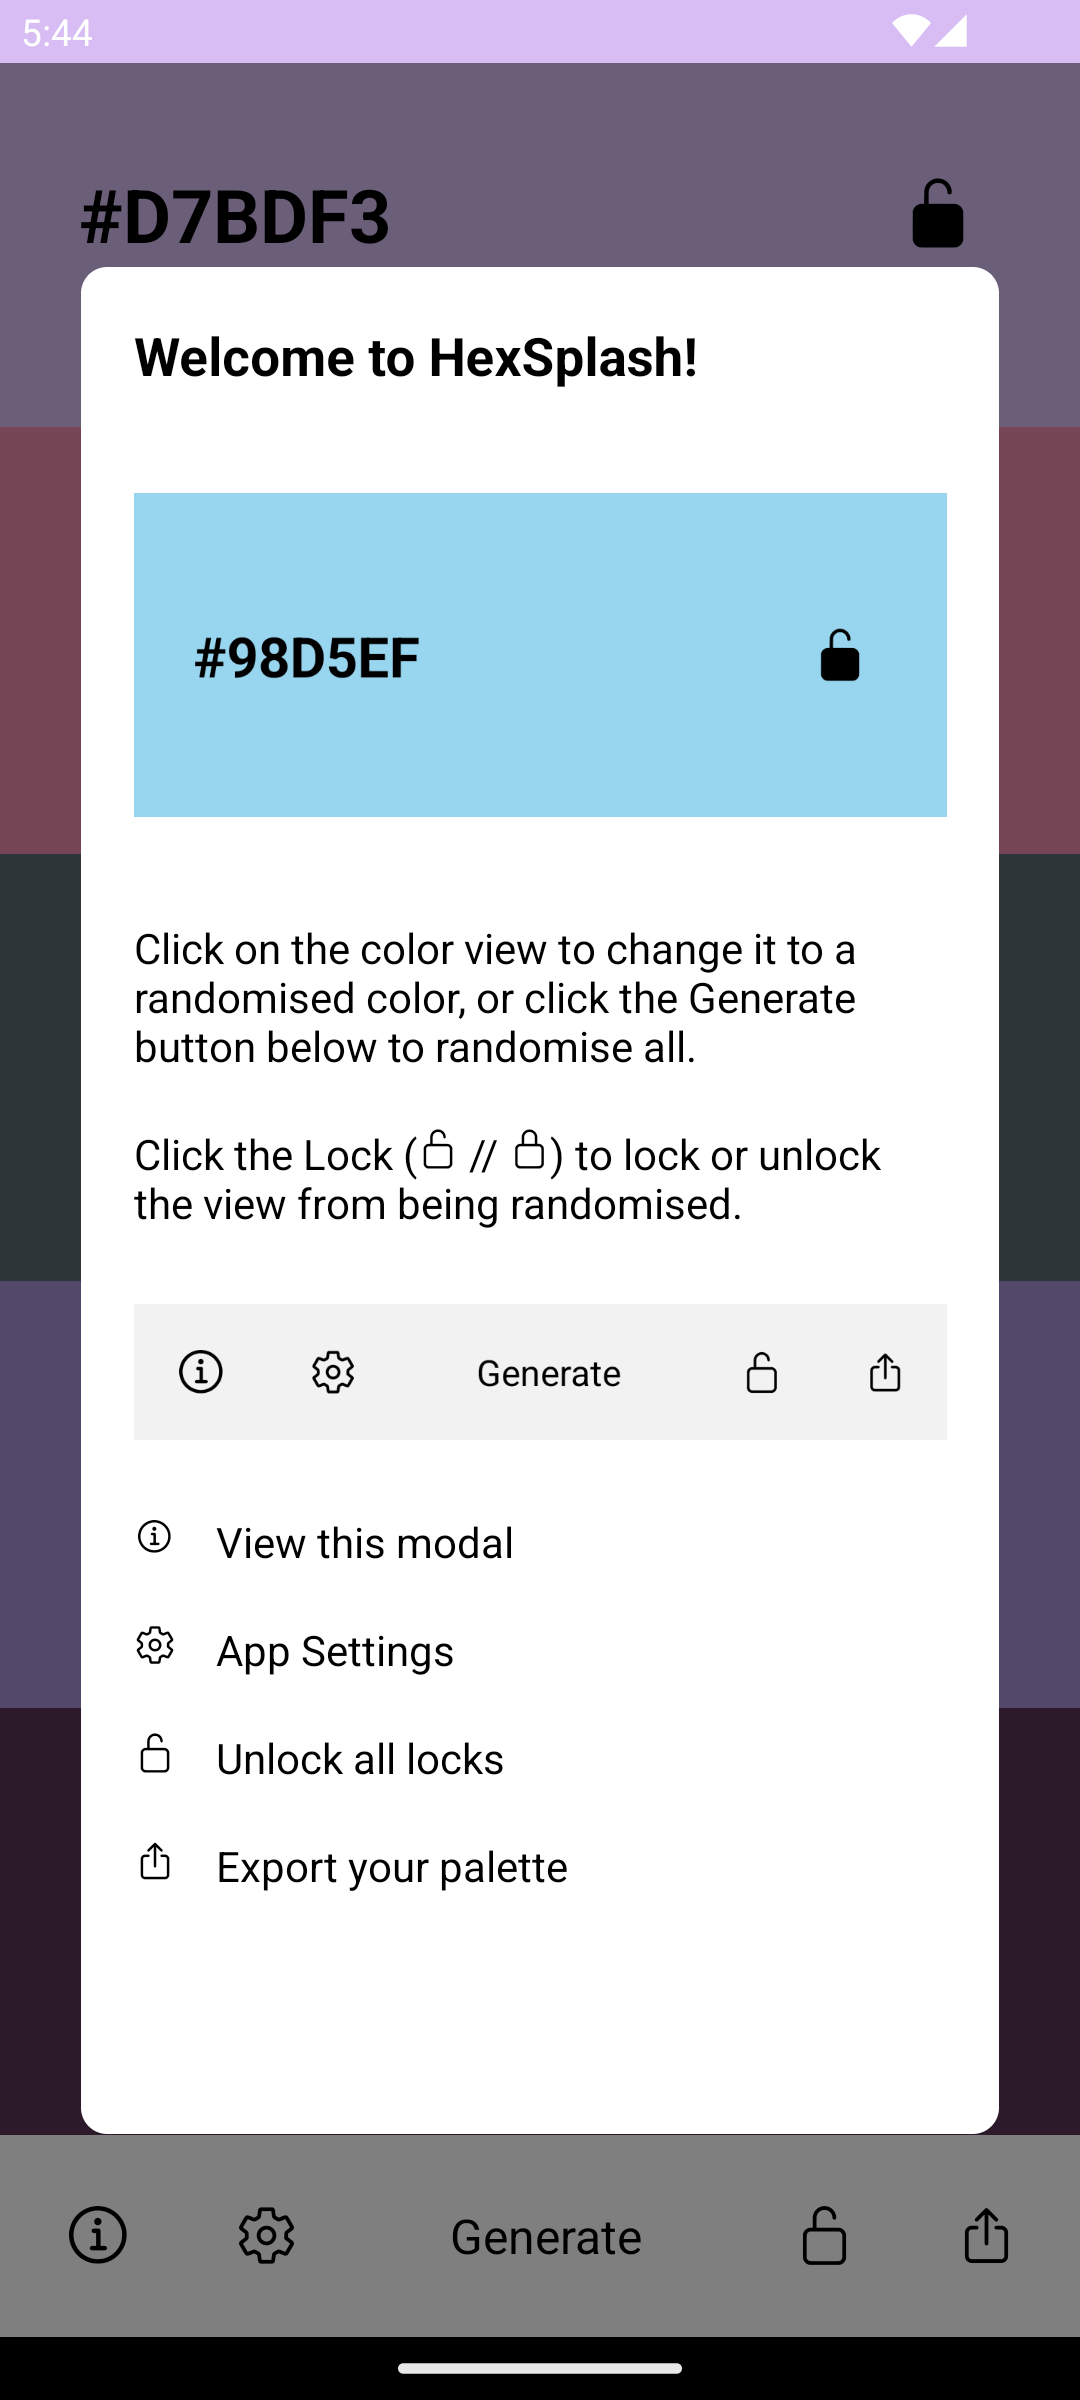 5:44
#D7BDF3
Welcome to HexSplash!
#98D5EF
Click on the color view to change it to a
randomised color, or click the Generate
button below to randomise all.
Click the Lock ( // ) to lock or unlock
the view from being randomised.
Generate
View this modal
App Settings
Unlock all locks
Export your palette
Generate